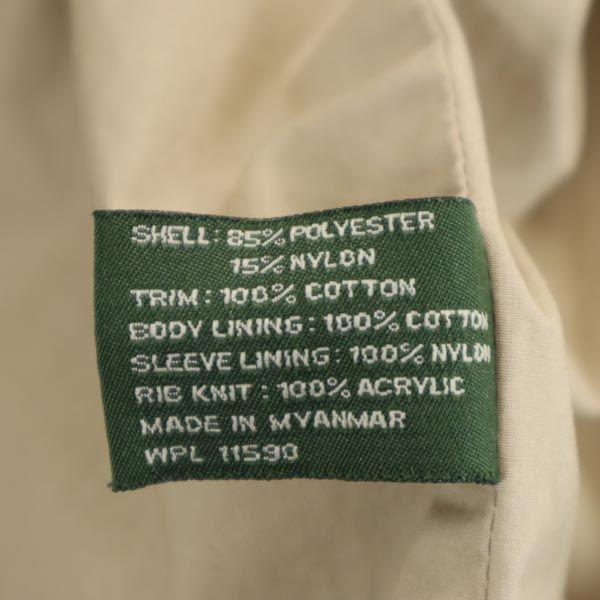 SHELL: 85% POLYESTER
15% NYLON
TRIM: 100% COTTON
BODY LINING: 100% COTTON
SLEEVE LINING: 100% NYLON
RIB KNIT: 100% ACRYLIC
MADE IN MYANMAR
WPL 11590